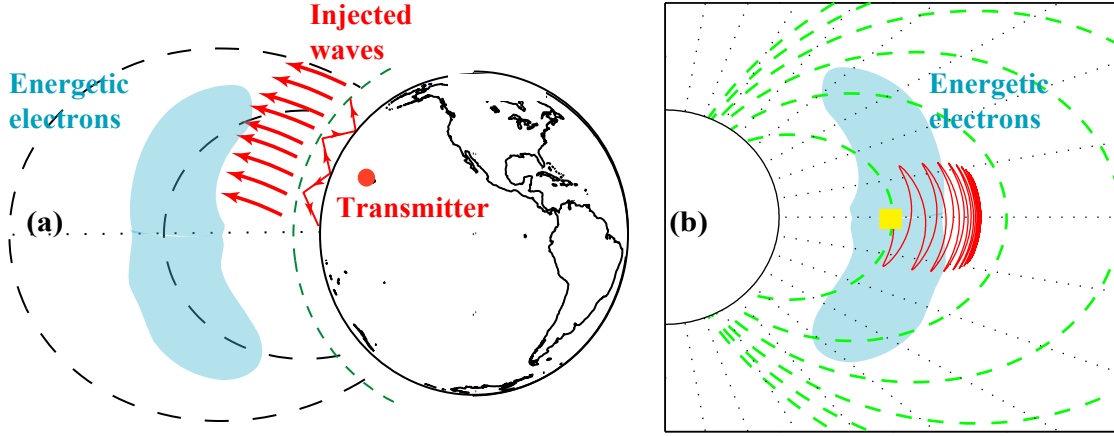 Injected
waves
Energetic
electrons
Transmitter
(a)
Energetic
electrons
(b)